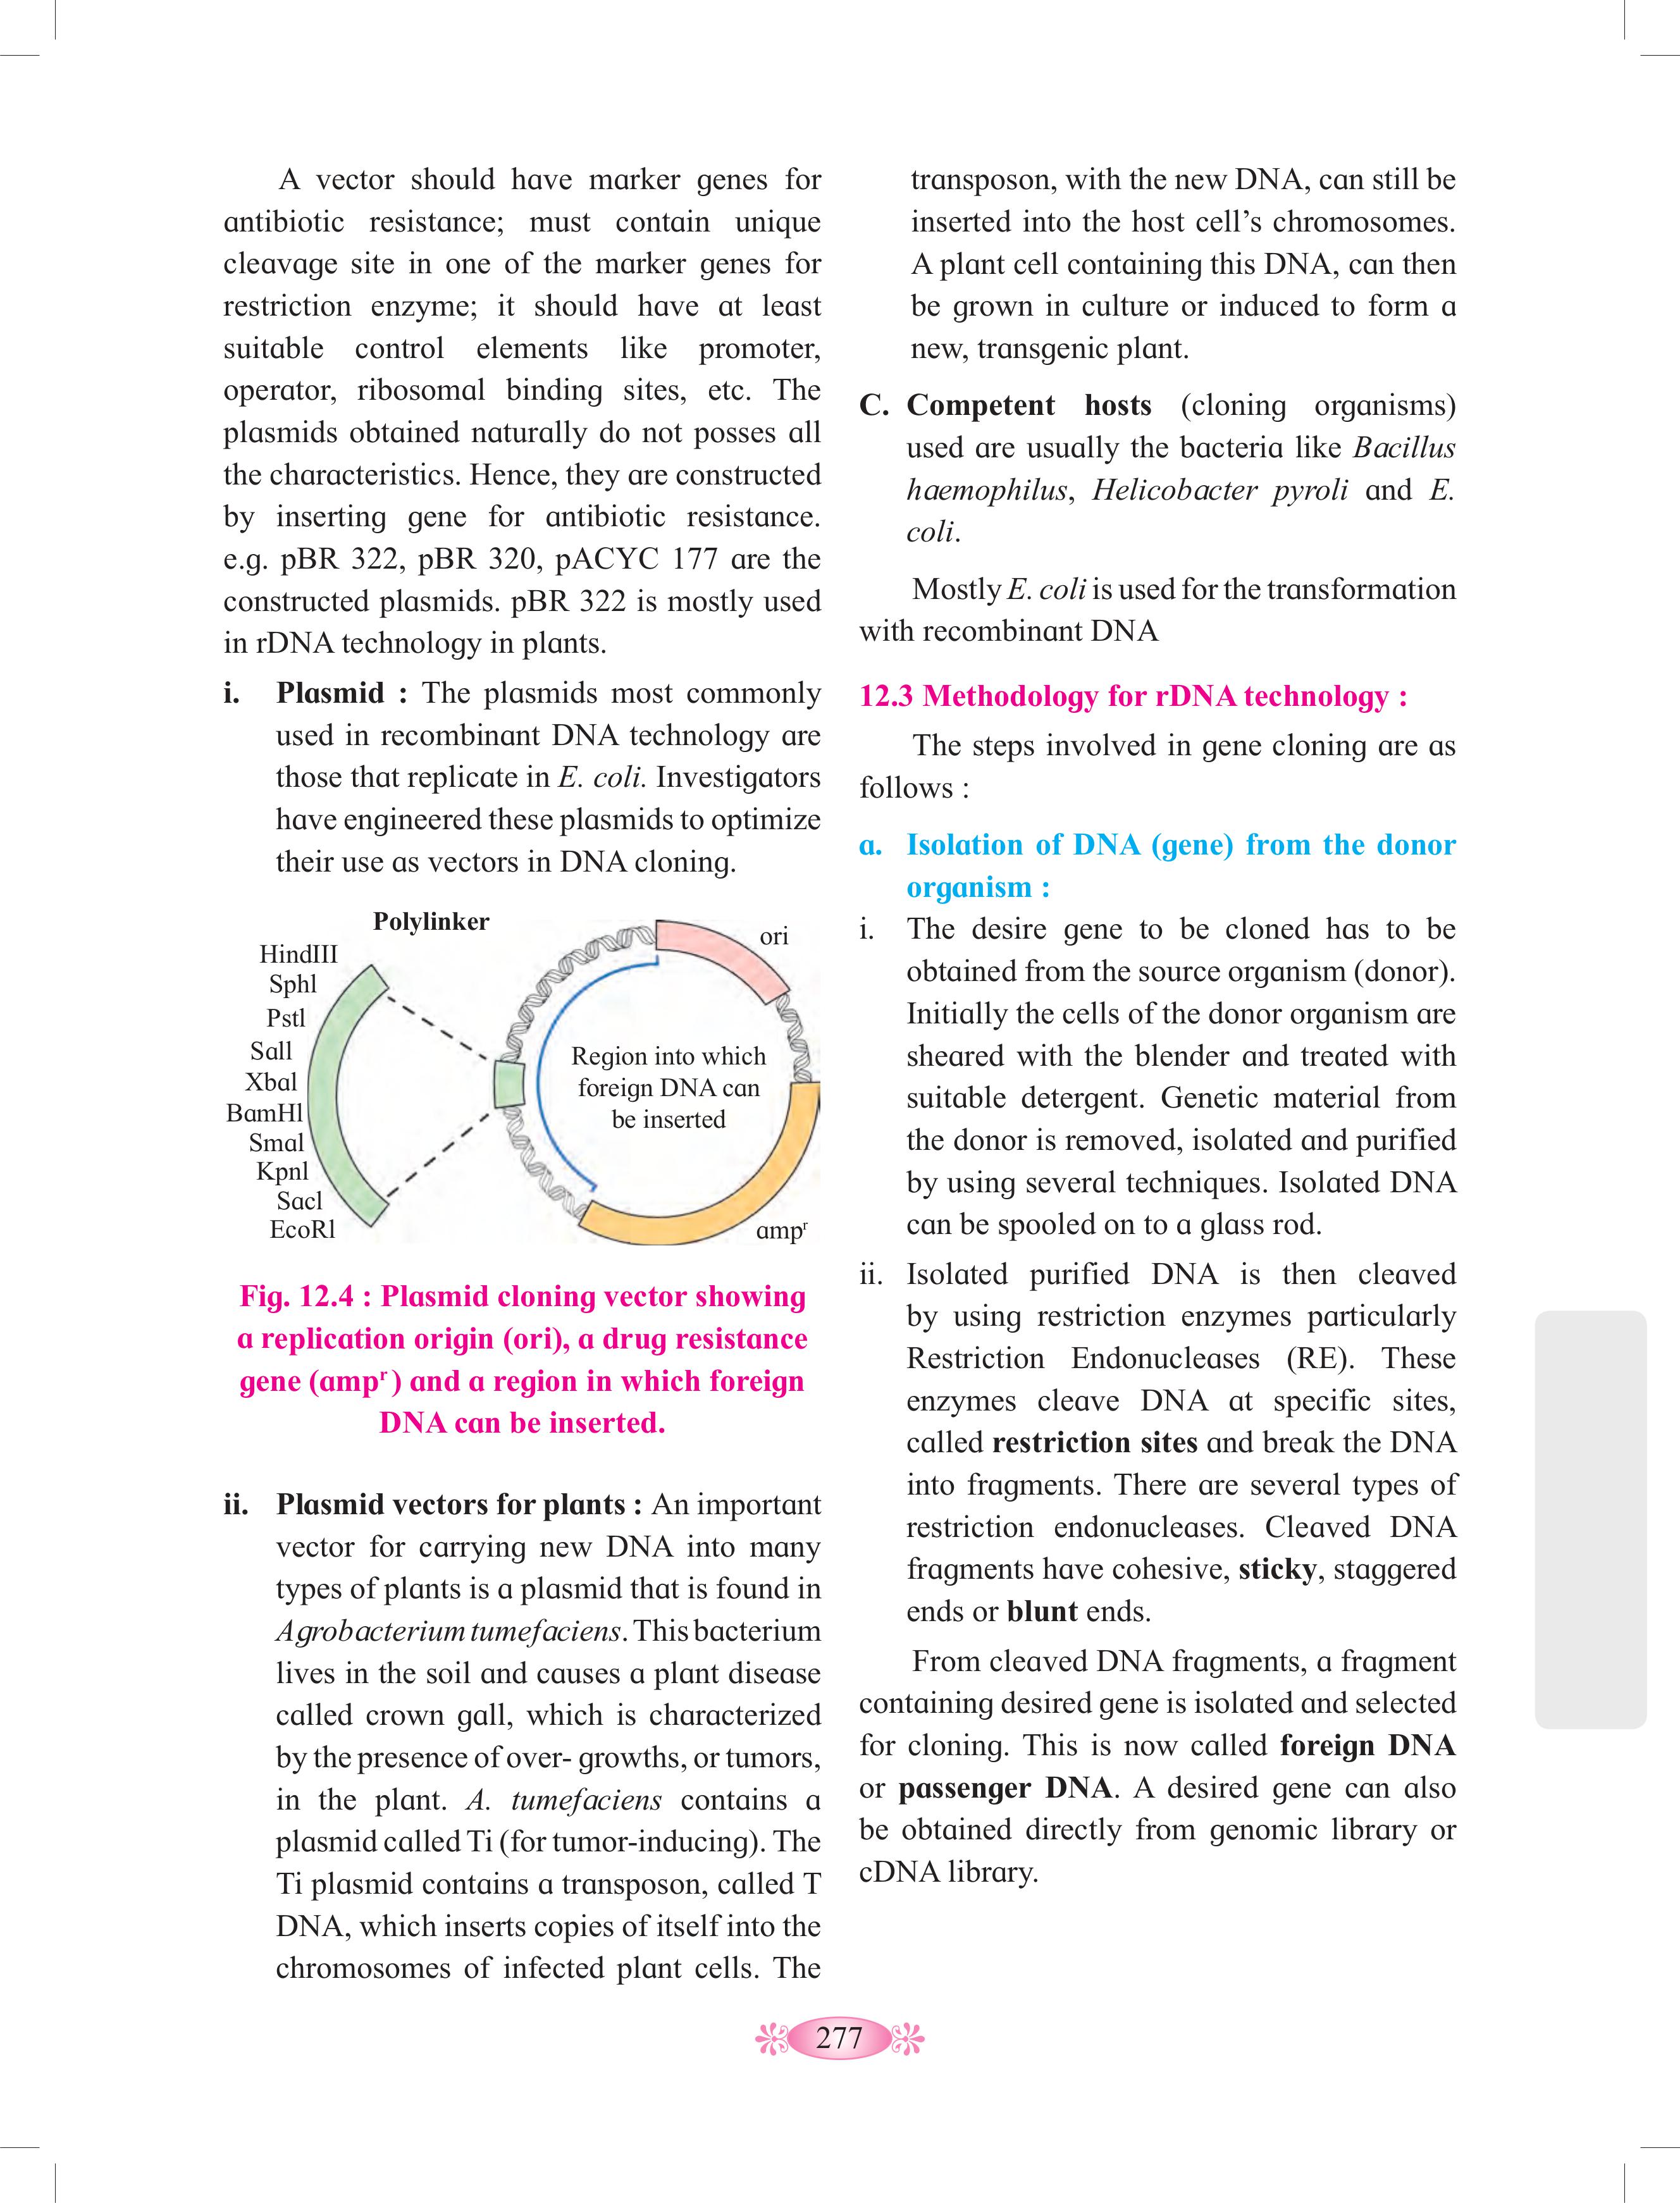 A vector should have marker genes for
antibiotic resistance; must contain unique
cleavage site in one of the marker genes for
restriction enzyme; it should have at least
suitable control elements like promoter,
operator, ribosomal binding sites, etc. The
plasmids obtained naturally do not posses all
the characteristics. Hence, they are constructed
by inserting gene for antibiotic resistance.
e.g. pBR 322, pBR 320, pACYC 177 are the
constructed plasmids. pBR 322 is mostly used
in rDNA technology in plants.
i. Plasmid : The plasmids most commonly
used in recombinant DNA technology are
those that replicate in E. coli. Investigators
have engineered these plasmids to optimize
their use as vectors in DNA cloning.
Polylinker
HindIII
Sphl
Pstl
Sall
Xbal
BamHl
Smal
Kpnl
Sacl
EcoRl
ori
Region into which
foreign DNA can
be inserted
ampʳ
Fig. 12.4 : Plasmid cloning vector showing
a replication origin (ori), a drug resistance
gene (ampʳ ) and a region in which foreign
DNA can be inserted.
ii. Plasmid vectors for plants : An important
vector for carrying new DNA into many
types of plants is a plasmid that is found in
Agrobacterium tumefaciens. This bacterium
lives in the soil and causes a plant disease
called crown gall, which is characterized
by the presence of over- growths, or tumors,
in the plant. A. tumefaciens contains a
plasmid called Ti (for tumor-inducing). The
Ti plasmid contains a transposon, called T
DNA, which inserts copies of itself into the
chromosomes of infected plant cells. The
transposon, with the new DNA, can still be
inserted into the host cell’s chromosomes.
A plant cell containing this DNA, can then
be grown in culture or induced to form a
new, transgenic plant.
C. Competent hosts (cloning organisms)
used are usually the bacteria like Bacillus
haemophilus, Helicobacter pyroli and E.
coli.
Mostly E. coli is used for the transformation
with recombinant DNA
12.3 Methodology for rDNA technology :
The steps involved in gene cloning are as
follows :
a. Isolation of DNA (gene) from the donor
organism :
i. The desire gene to be cloned has to be
obtained from the source organism (donor).
Initially the cells of the donor organism are
sheared with the blender and treated with
suitable detergent. Genetic material from
the donor is removed, isolated and purified
by using several techniques. Isolated DNA
can be spooled on to a glass rod.
ii. Isolated purified DNA is then cleaved
by using restriction enzymes particularly
Restriction Endonucleases (RE). These
enzymes cleave DNA at specific sites,
called restriction sites and break the DNA
into fragments. There are several types of
restriction endonucleases. Cleaved DNA
fragments have cohesive, sticky, staggered
ends or blunt ends.
From cleaved DNA fragments, a fragment
containing desired gene is isolated and selected
for cloning. This is now called foreign DNA
or passenger DNA. A desired gene can also
be obtained directly from genomic library or
cDNA library.
277